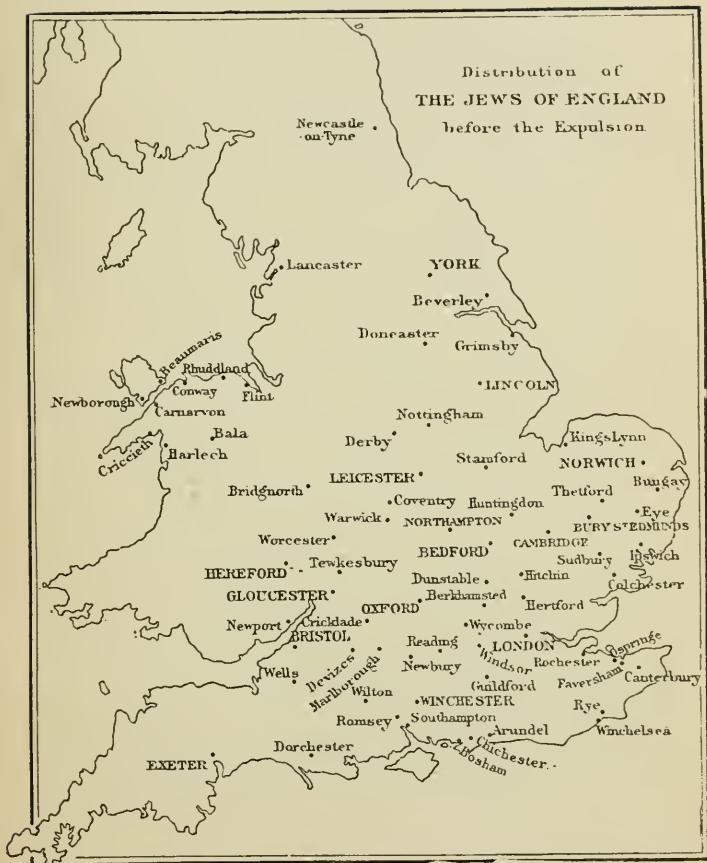 Distribution of
THE JEWS OF ENGLAND
before the Expulsion
Newcastle
-on-Tyne
Lancaster
YORK
Beverley
Doncaster
Grimsby
Beaumaris
Rhuddland
Conway
Flint
Newborough
Carnarvon
LINCOLN
Nottingham
Derby
Bala
Criccieth
Harlech
Kings Lynn
Stamford
NORWICH
LEICESTER
Bungay
Bridgnorth
Thetford
Coventry
Huntingdon
Eye
Warwick
NORTHAMPTON
BURY ST EDMUNDS
Worcester
BEDFORD
CAMBRIDGE
Sudbury
Ipswich
HEREFORD
Tewkesbury
Dunstable
Hitchin
Colchester
GLOUCESTER
Berkhamsted
OXFORD
Hertford
Newport
Cricklade
Wycombe
BRISTOL
Reading
LONDON
Ospringe
Devizes
Marlborough
Newbury
Windsor
Rochester
Wells
Faversham
Canterbury
Guildford
Wilton
WINCHESTER
Rye
Romsey
Southampton
Arundel
Winchelsea
Chichester
Bosham
Dorchester
EXETER